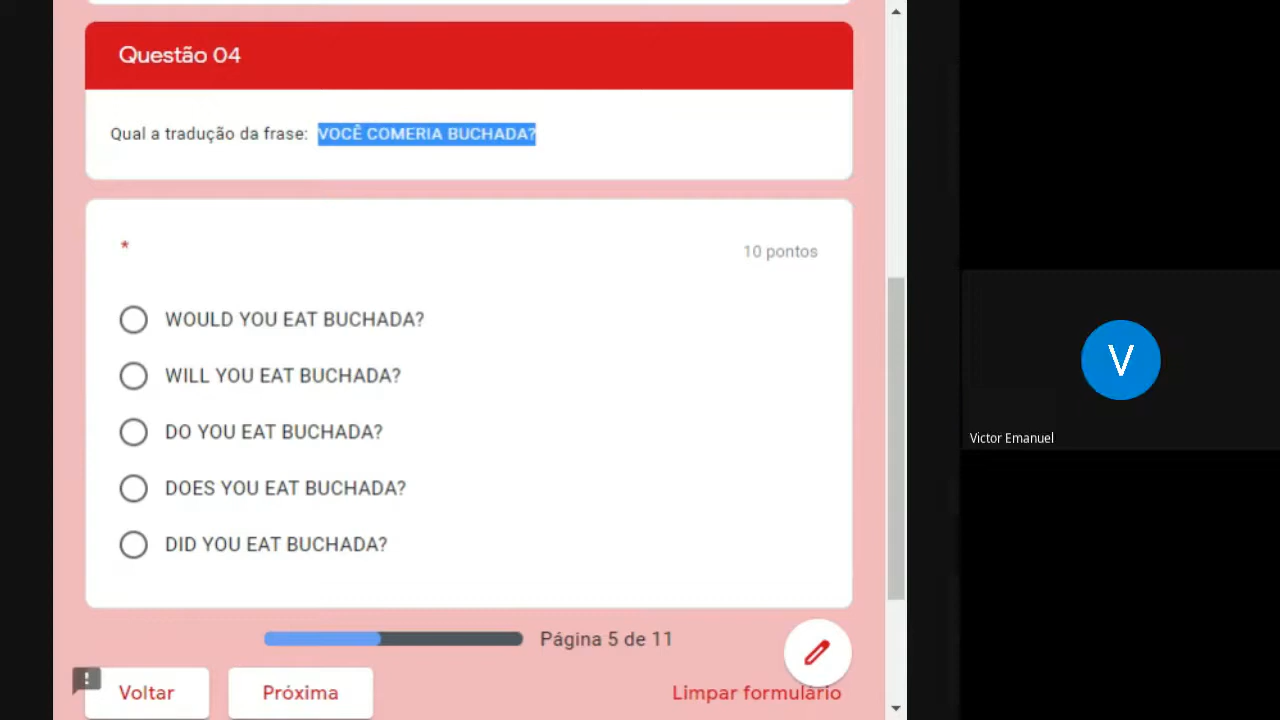 Questão 04
Qual a tradução da frase: VOCÊ COMERIA BUCHADA?
*
10 pontos
WOULD YOU EAT BUCHADA?
WILL YOU EAT BUCHADA?
DO YOU EAT BUCHADA?
DOES YOU EAT BUCHADA?
DID YOU EAT BUCHADA?
Página 5 de 11
!
Voltar
Próxima
Limpar formulário
V
Victor Emanuel